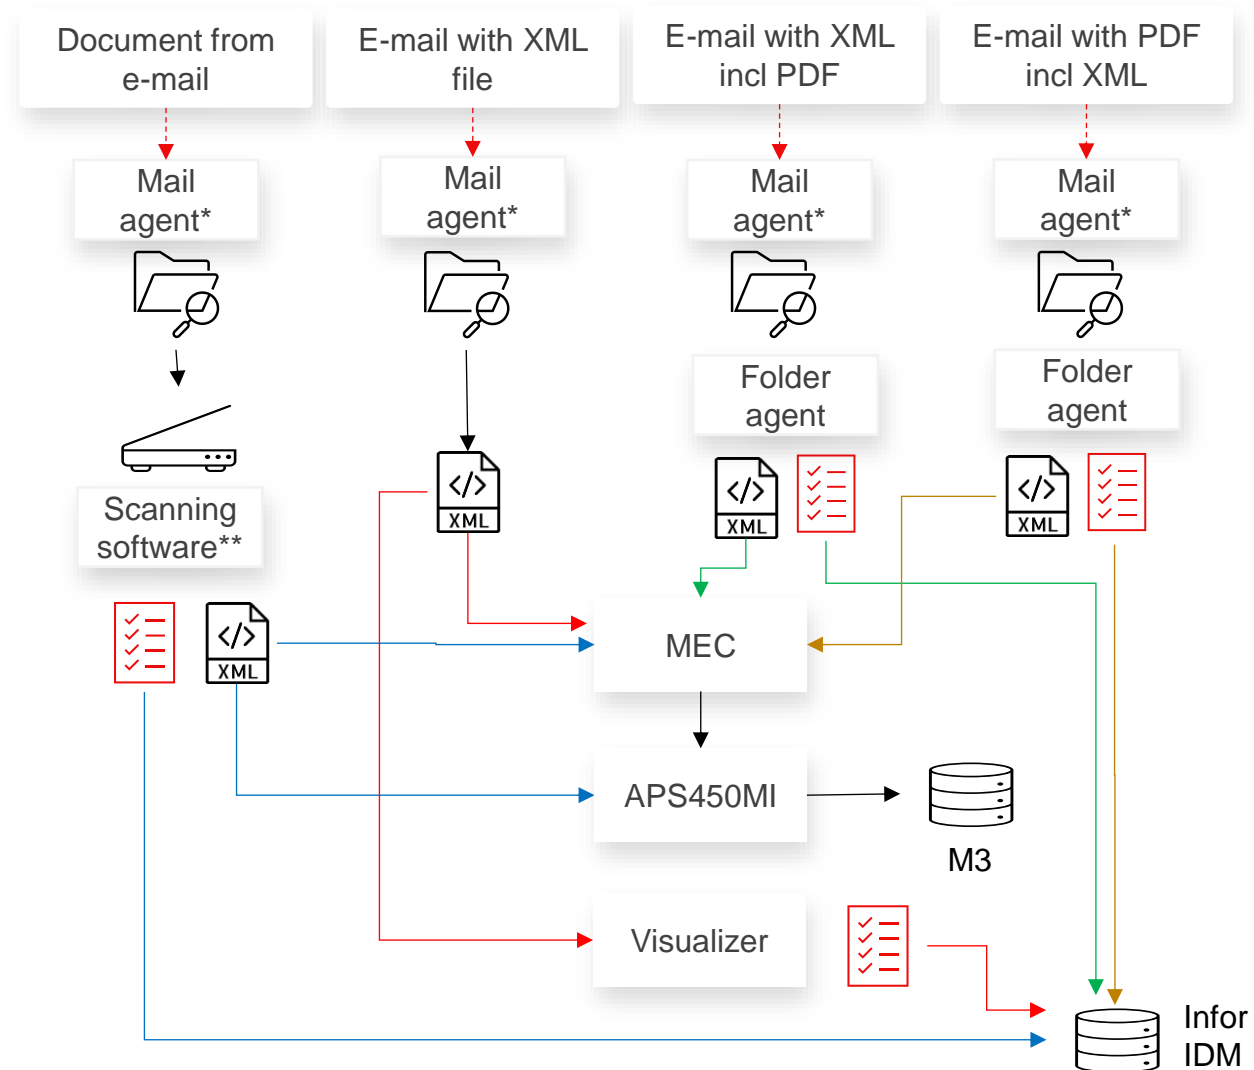 Document from
e-mail
E-mail with XML
file
E-mail with XML
incl PDF
E-mail with PDF
incl XML
Mail
agent*
Mail
agent*
Mail
agent*
Mail
agent*
Folder
agent
Folder
agent
XML
XML
XML
Scanning
software**
XML
MEC
APS450MI
M3
Visualizer
Infor
IDM